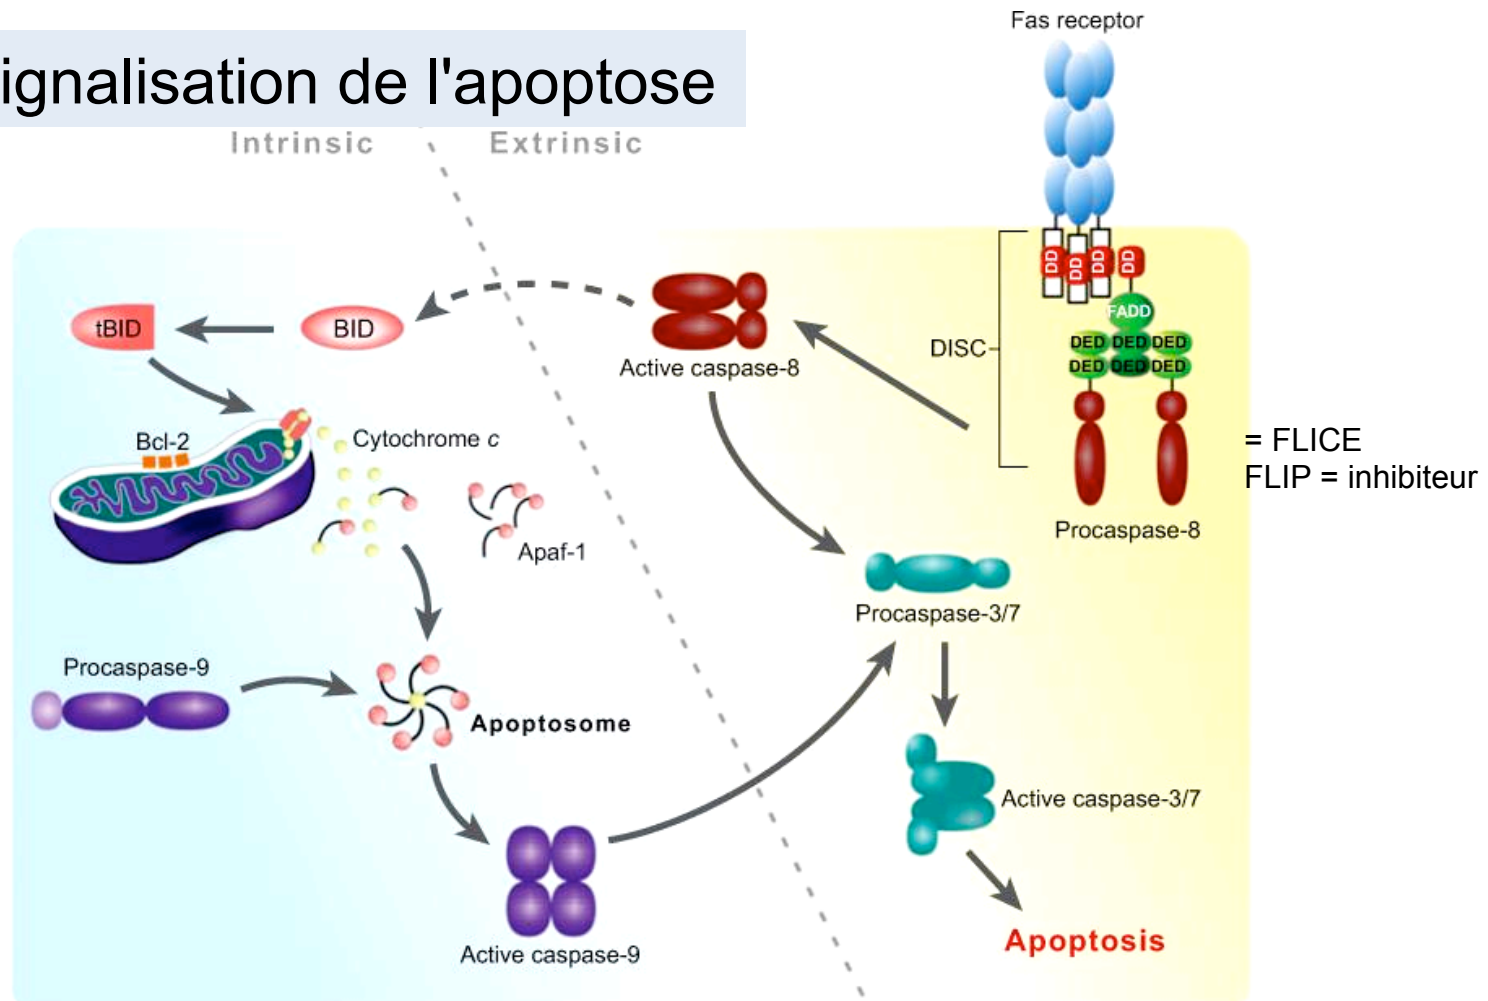 Fas receptor
ignalisation de l'apoptose
Intrinsic
Extrinsic
DD
DD
DD
DD
FADD
DED DED DED
DED DED DED
DISC
tBID
BID
Active caspase-8
Bcl-2
Cytochrome c
= FLICE
FLIP = inhibiteur
Procaspase-8
Apaf-1
Procaspase-3/7
Procaspase-9
Apoptosome
Active caspase-3/7
Active caspase-9
Apoptosis